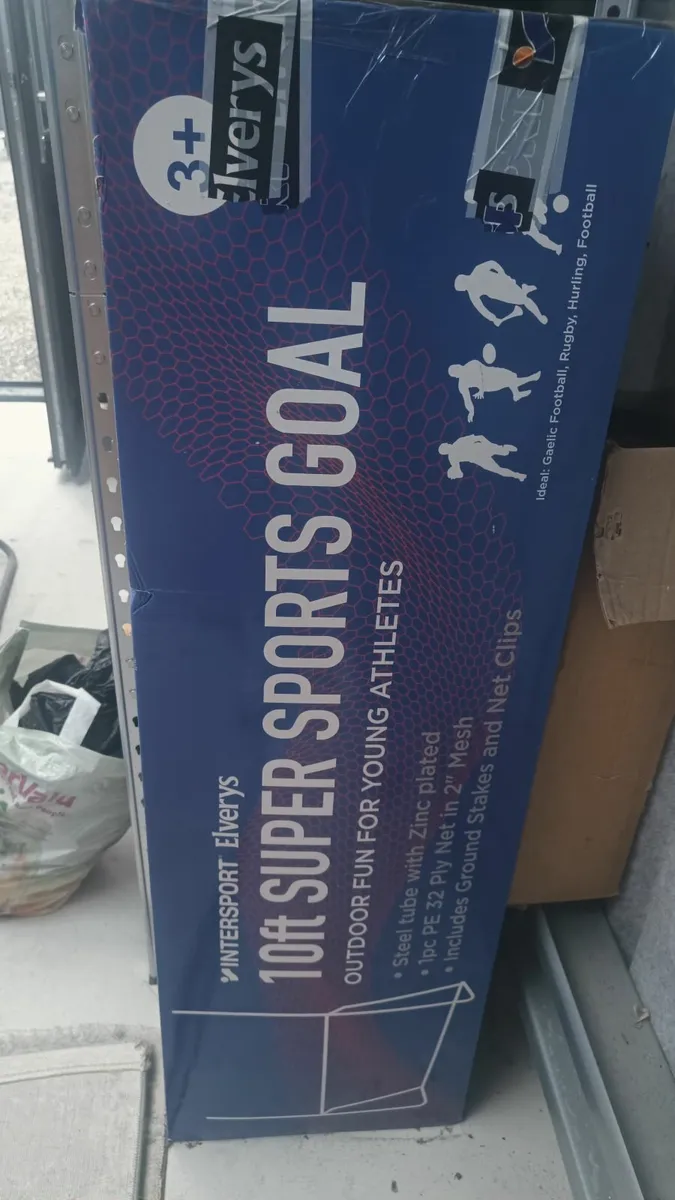 3+
Elverys
INTERSPORT Elverys
10ft SUPER SPORTS GOAL
OUTDOOR FUN FOR YOUNG ATHLETES
• Steel tube with Zinc plated
• 1pc PE 32 Ply Net in 2" Mesh
• Includes Ground Stakes and Net Clips
Ideal: Gaelic Football, Rugby, Hurling, Football